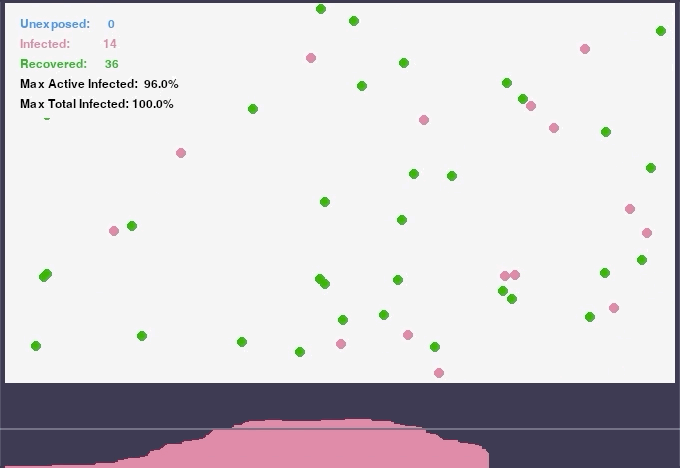 Unexposed: 0
Infected: 14
Recovered: 36
Max Active Infected: 96.0%
Max Total Infected: 100.0%